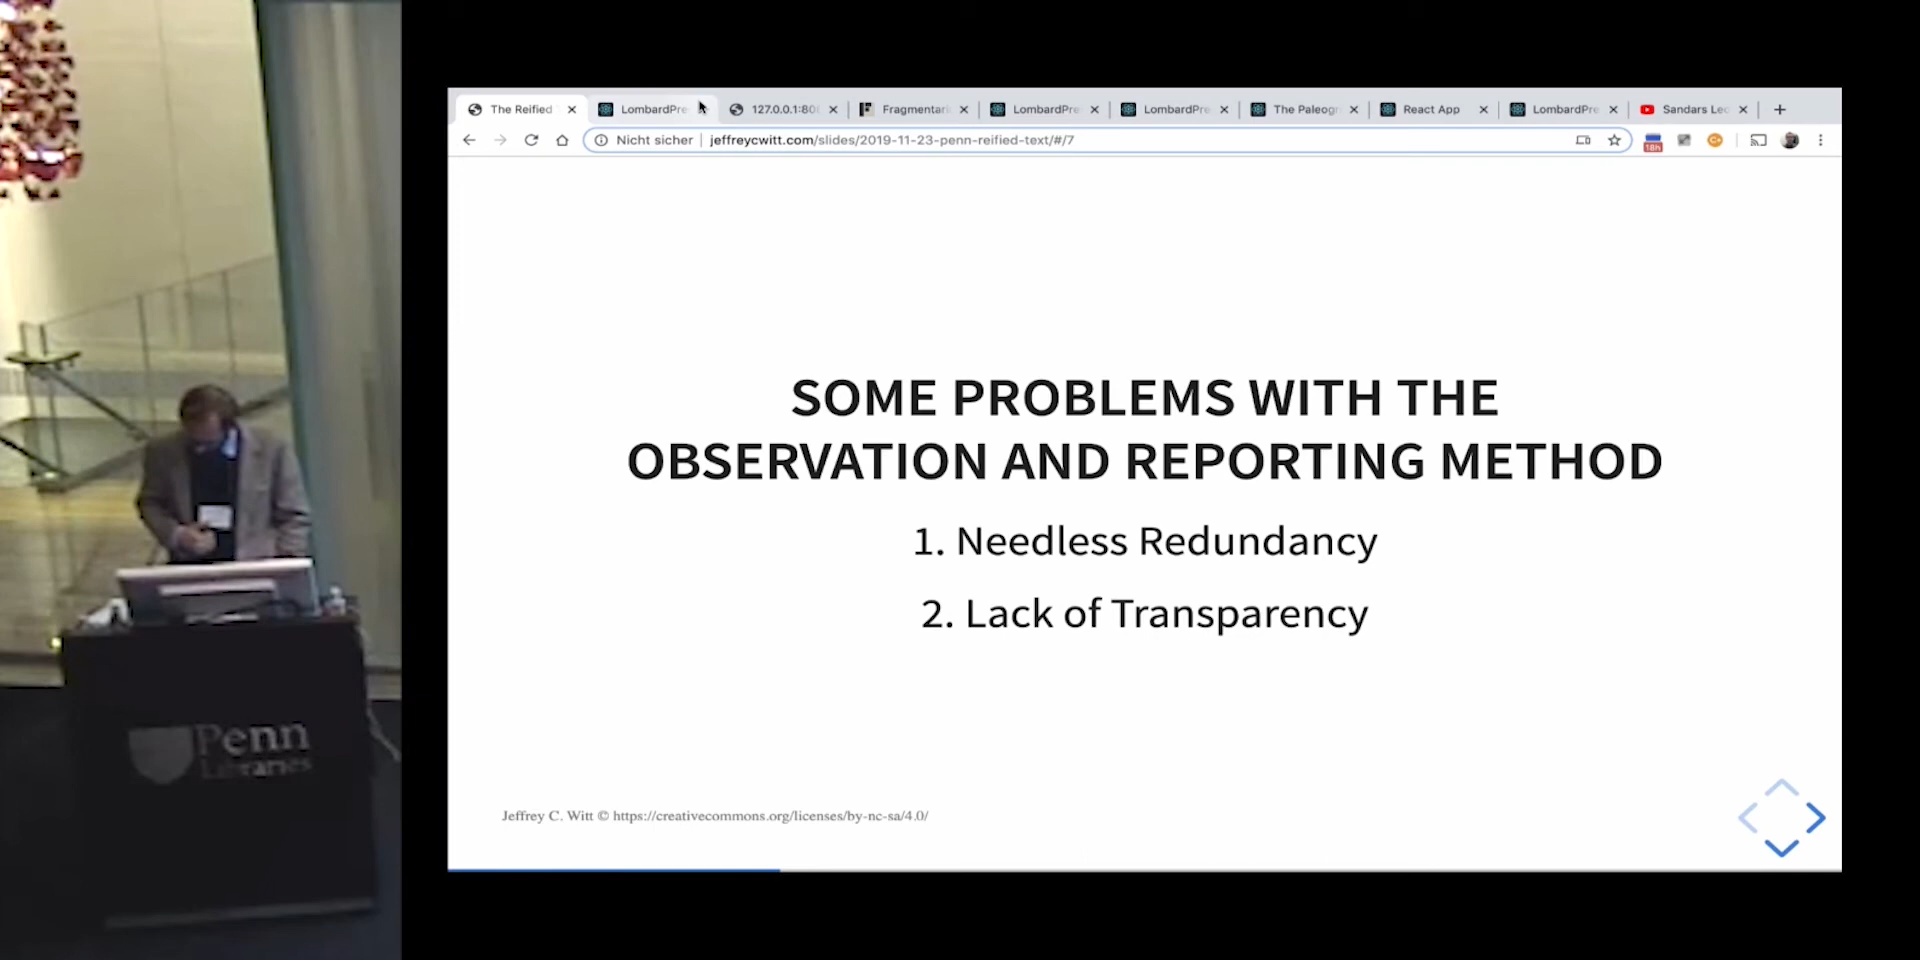 The Reified
LombardPre
127.0.0.1:80
Fragmentari
LombardPre
LombardPre
The Paleogr
React App
LombardPre
Sandars Lec
Nicht sicher
jeffreycwitt.com/slides/2019-11-23-penn-reified-text/#/7
18h
SOME PROBLEMS WITH THE
OBSERVATION AND REPORTING METHOD
1. Needless Redundancy
2. Lack of Transparency
Jeffrey C. Witt © https://creativecommons.org/licenses/by-nc-sa/4.0/
Penn
Libraries